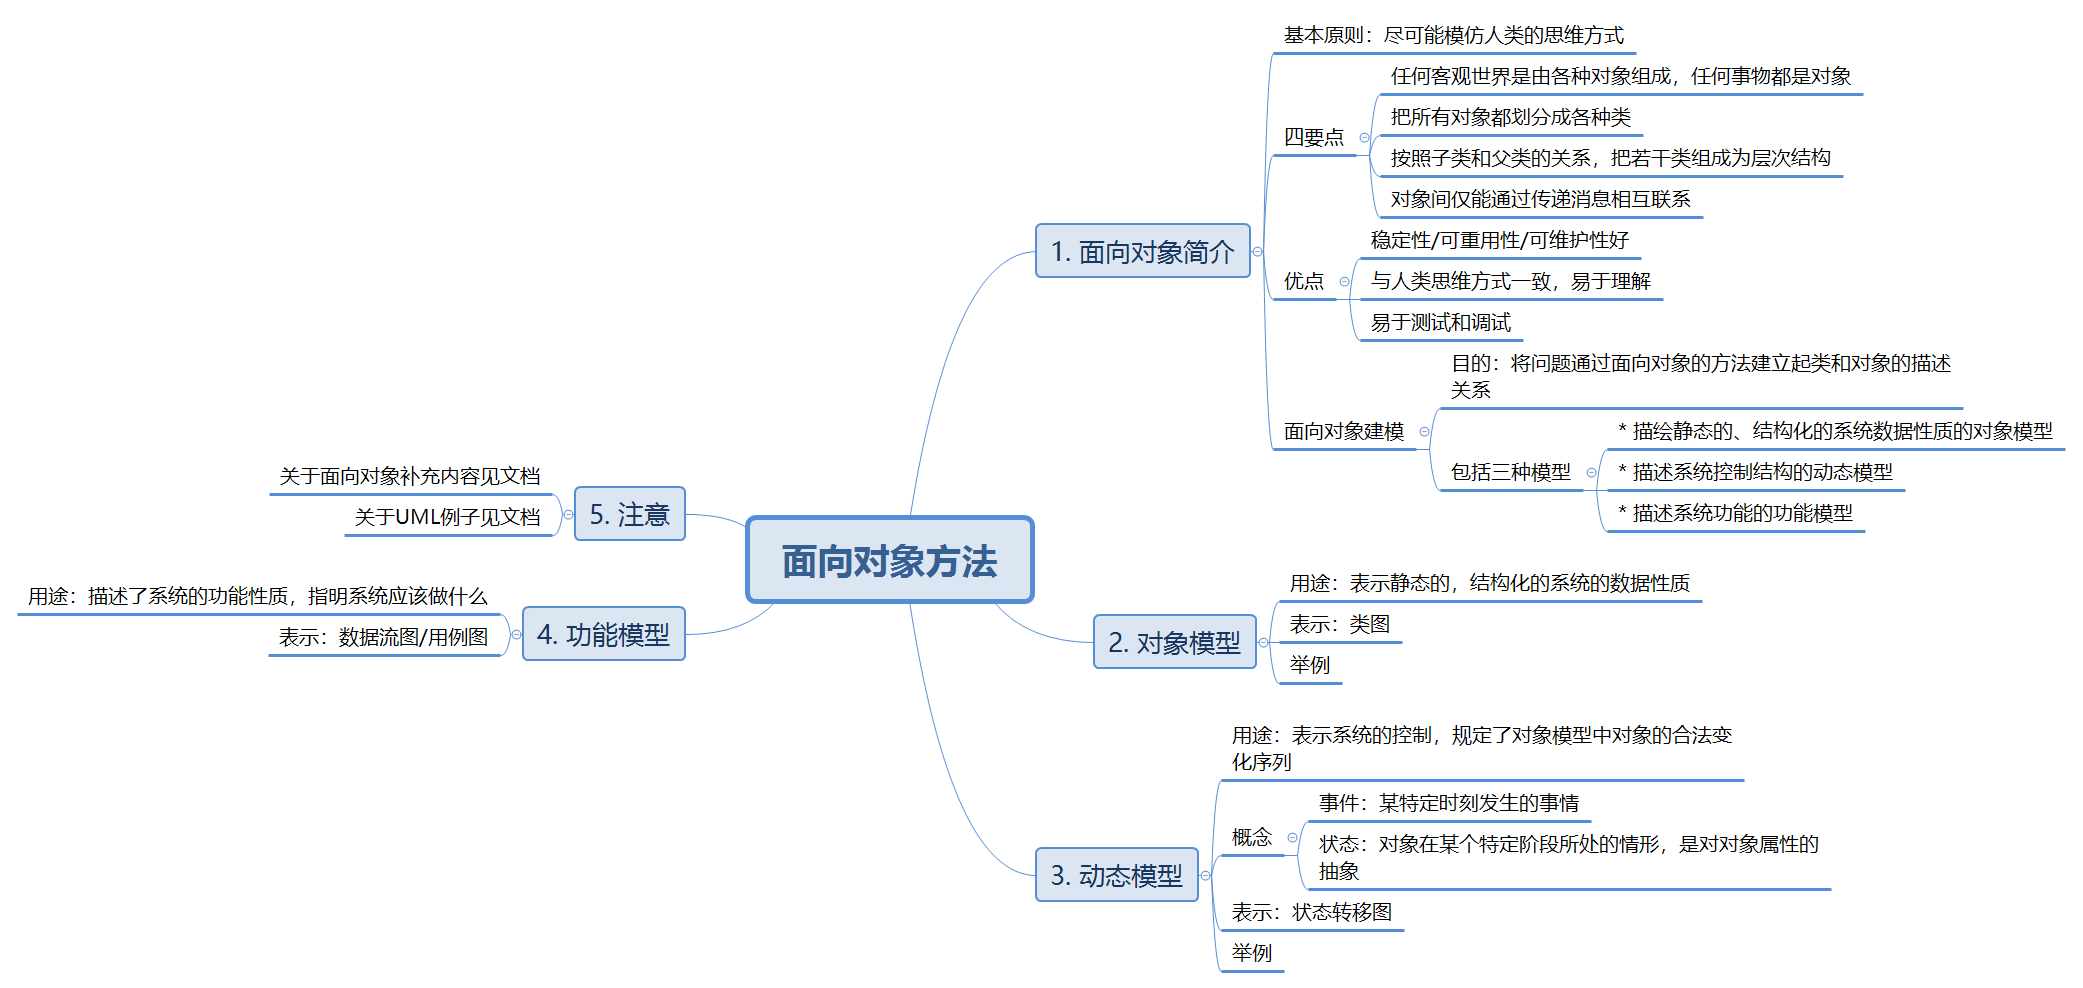 面向对象方法
1. 面向对象简介
基本原则：尽可能模仿人类的思维方式
四要点
任何客观世界是由各种对象组成，任何事物都是对象
把所有对象都划分成各种类
按照子类和父类的关系，把若干类组成为层次结构
对象间仅能通过传递消息相互联系
优点
稳定性/可重用性/可维护性好
与人类思维方式一致，易于理解
易于测试和调试
面向对象建模
目的：将问题通过面向对象的方法建立起类和对象的描述
关系
包括三种模型
* 描绘静态的、结构化的系统数据性质的对象模型
* 描述系统控制结构的动态模型
* 描述系统功能的功能模型
2. 对象模型
用途：表示静态的，结构化的系统的数据性质
表示：类图
举例
3. 动态模型
用途：表示系统的控制，规定了对象模型中对象的合法变
化序列
概念
事件：某特定时刻发生的事情
状态：对象在某个特定阶段所处的情形，是对对象属性的
抽象
表示：状态转移图
举例
4. 功能模型
用途：描述了系统的功能性质，指明系统应该做什么
表示：数据流图/用例图
5. 注意
关于面向对象补充内容见文档
关于UML例子见文档